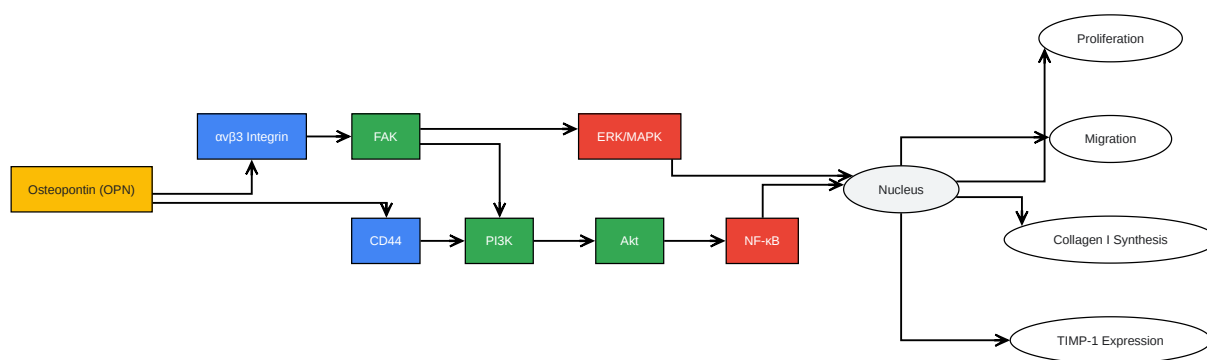 Proliferation
αvβ3 Integrin
FAK
ERK/MAPK
Migration
Osteopontin (OPN)
Nucleus
CD44
PI3K
Akt
NF-κB
Collagen I Synthesis
TIMP-1 Expression